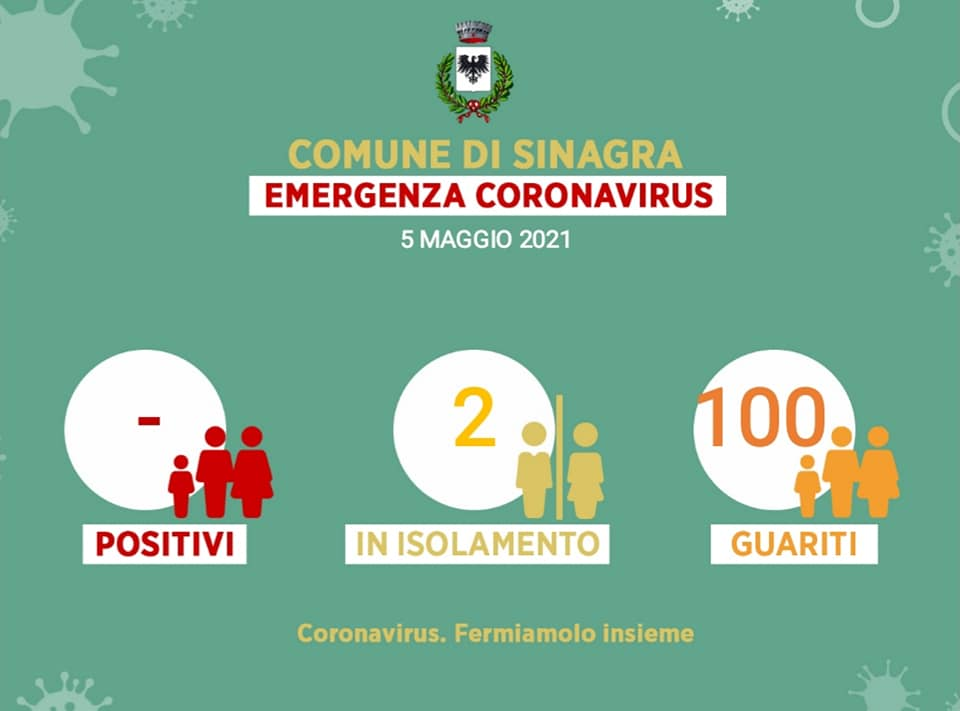 COMUNE DI SINAGRA
EMERGENZA CORONAVIRUS
5 MAGGIO 2021
- 2 100
POSITIVI IN ISOLAMENTO GUARITI
Coronavirus. Fermiamolo insieme